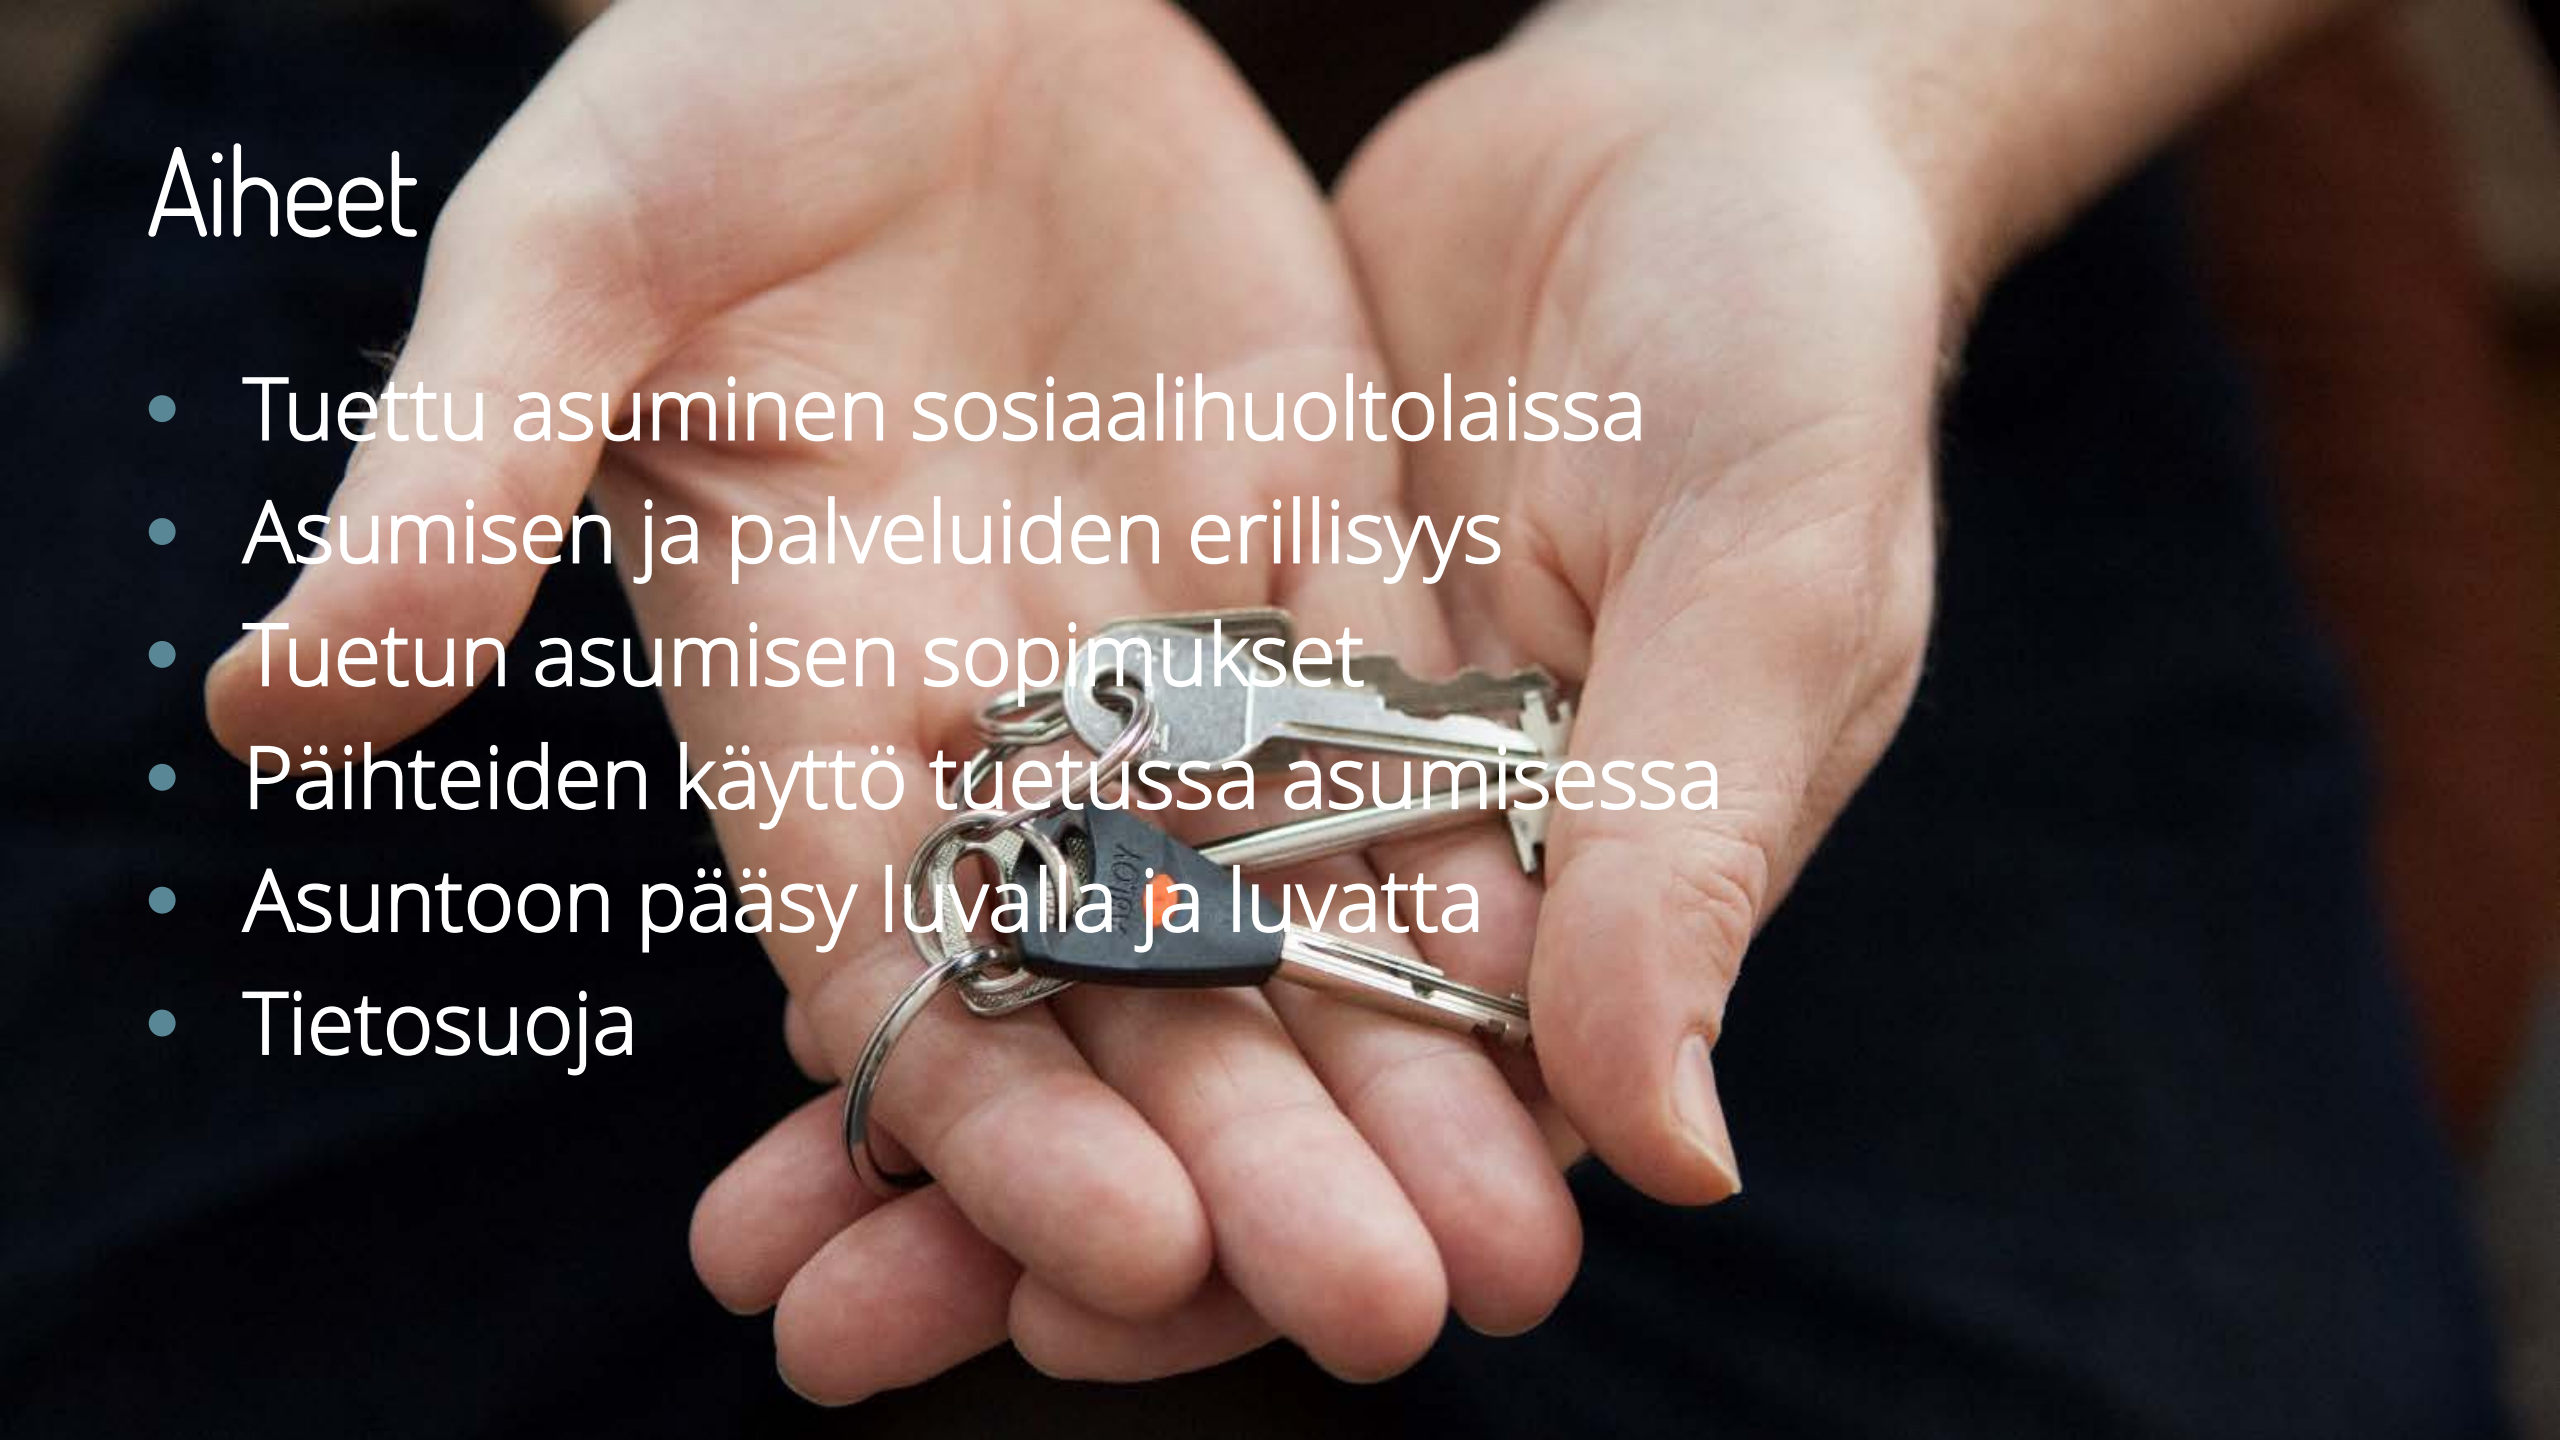 Aiheet
• Tuettu asuminen sosiaalihuoltolaissa
• Asumisen ja palveluiden erillisyys
• Tuetun asumisen sopimukset
• Päihteiden käyttö tuetussa asumisessa
• Asuntoon pääsy luvalla ja luvatta
• Tietosuoja